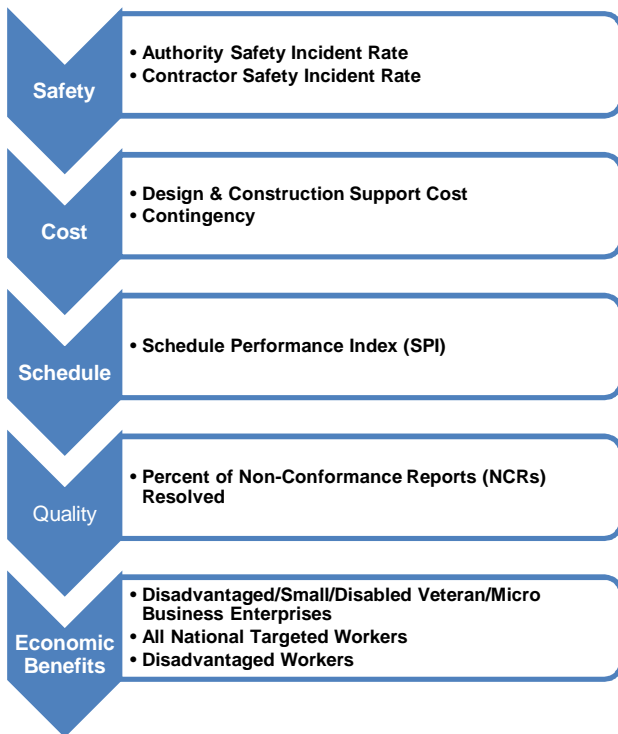 Safety
• Authority Safety Incident Rate
• Contractor Safety Incident Rate
Cost
• Design & Construction Support Cost
• Contingency
Schedule
• Schedule Performance Index (SPI)
Quality
• Percent of Non-Conformance Reports (NCRs)
Resolved
Economic
Benefits
• Disadvantaged/Small/Disabled Veteran/Micro
Business Enterprises
• All National Targeted Workers
• Disadvantaged Workers